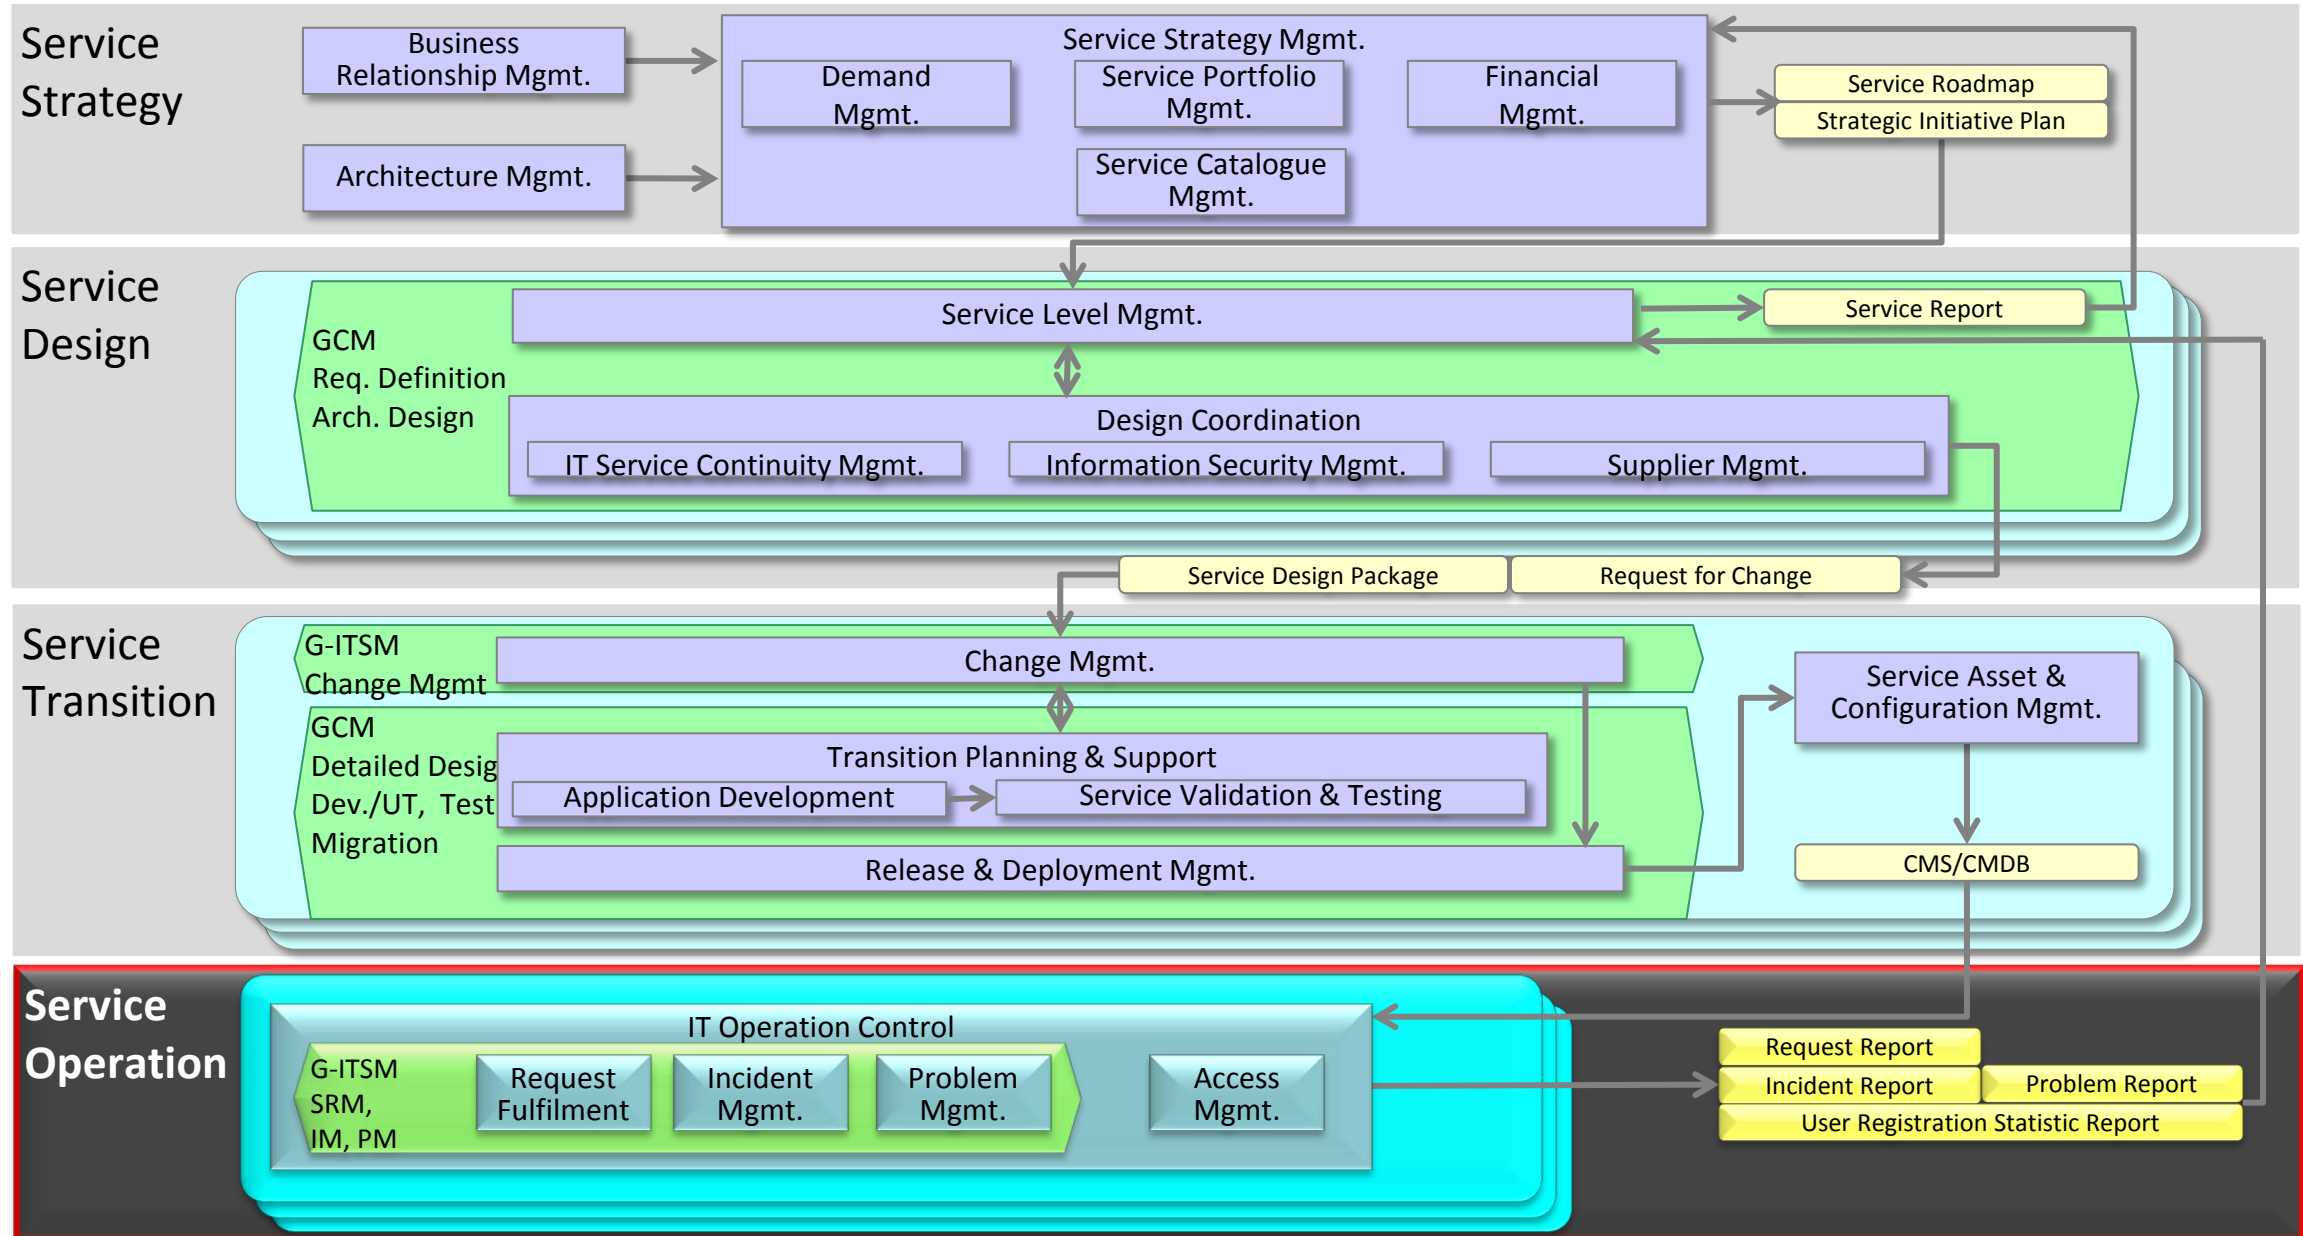 Service
Strategy
Business
Relationship Mgmt.
Architecture Mgmt.
Service Strategy Mgmt.
Demand
Mgmt.
Service Portfolio
Mgmt.
Financial
Mgmt.
Service Catalogue
Mgmt.
Service Roadmap
Strategic Initiative Plan
Service
Design
GCM
Req. Definition
Arch. Design
Service Level Mgmt.
Service Report
Design Coordination
IT Service Continuity Mgmt.
Information Security Mgmt.
Supplier Mgmt.
Service Design Package
Request for Change
Service
Transition
G-ITSM
Change Mgmt
Change Mgmt.
GCM
Detailed Desig
Dev./UT, Test
Migration
Transition Planning & Support
Application Development
Service Validation & Testing
Release & Deployment Mgmt.
Service Asset &
Configuration Mgmt.
CMS/CMDB
Service
Operation
IT Operation Control
G-ITSM
SRM,
IM, PM
Request
Fulfilment
Incident
Mgmt.
Problem
Mgmt.
Access
Mgmt.
Request Report
Incident Report
Problem Report
User Registration Statistic Report